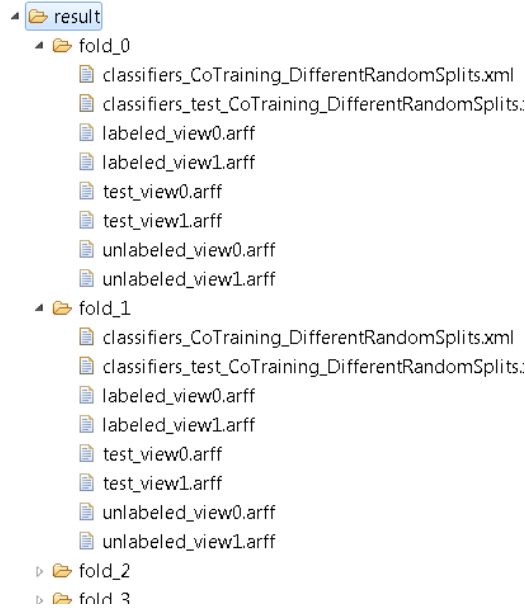 result
fold_0
classifiers_CoTraining_DifferentRandomSplits.xml
classifiers_test_CoTraining_DifferentRandomSplits.
labeled_view0.arff
labeled_view1.arff
test_view0.arff
test_view1.arff
unlabeled_view0.arff
unlabeled_view1.arff
fold_1
classifiers_CoTraining_DifferentRandomSplits.xml
classifiers_test_CoTraining_DifferentRandomSplits.
labeled_view0.arff
labeled_view1.arff
test_view0.arff
test_view1.arff
unlabeled_view0.arff
unlabeled_view1.arff
fold_2
fold_3